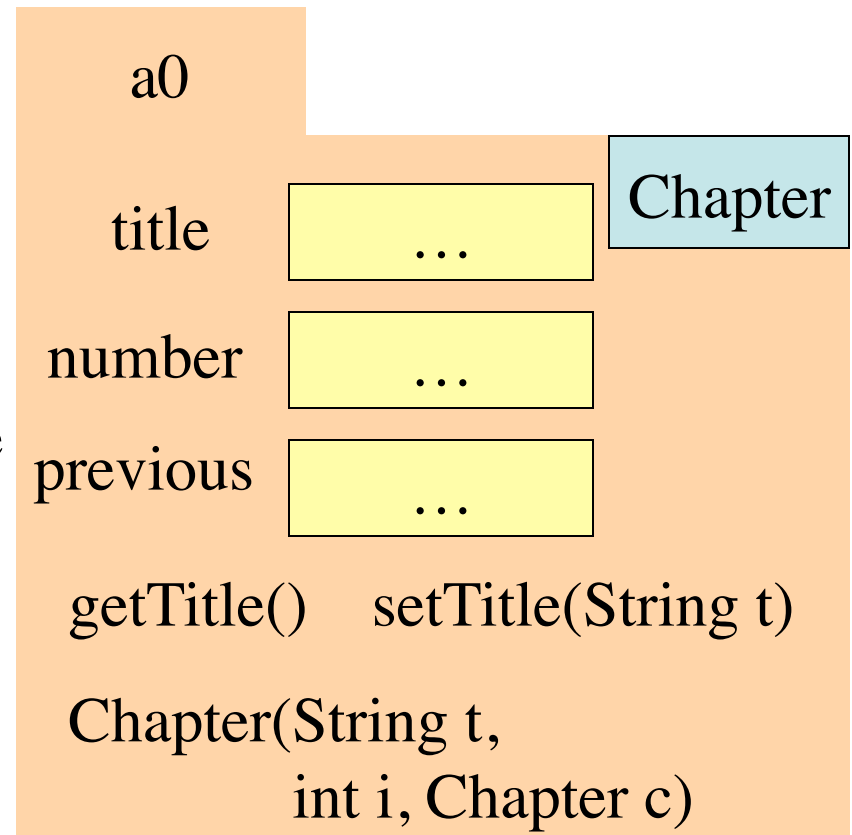 a0
Chapter
title …
number …
previous …
getTitle() setTitle(String t)
Chapter(String t,
int i, Chapter c)